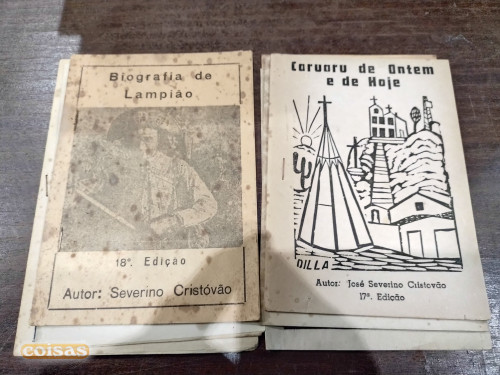 Biografia de
Lampião
18ª. Edição
Autor: Severino Cristóvão
Caruaru de Ontem
e de Hoje
DILLA
Autor: José Severino Cristovão
17ª. Edição
coisas